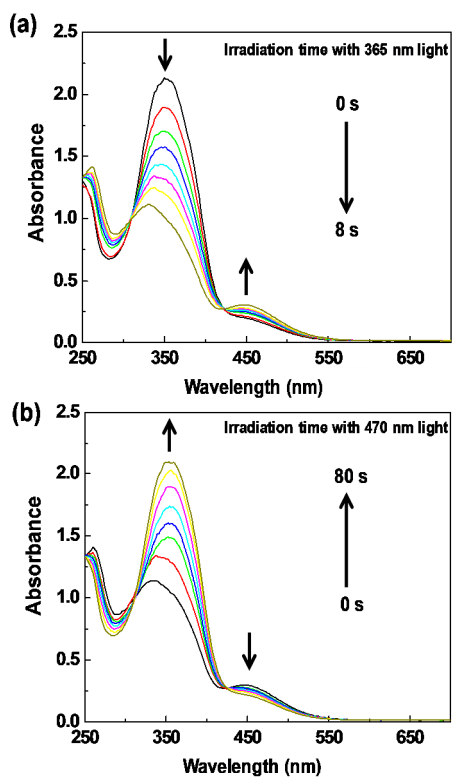 (a)
Irradiation time with 365 nm light
0 s
8 s
2.5
2.0
1.5
1.0
0.5
0.0
Absorbance
250 350 450 550 650
Wavelength (nm)
(b)
Irradiation time with 470 nm light
80 s
0 s
2.5
2.0
1.5
1.0
0.5
0.0
Absorbance
250 350 450 550 650
Wavelength (nm)